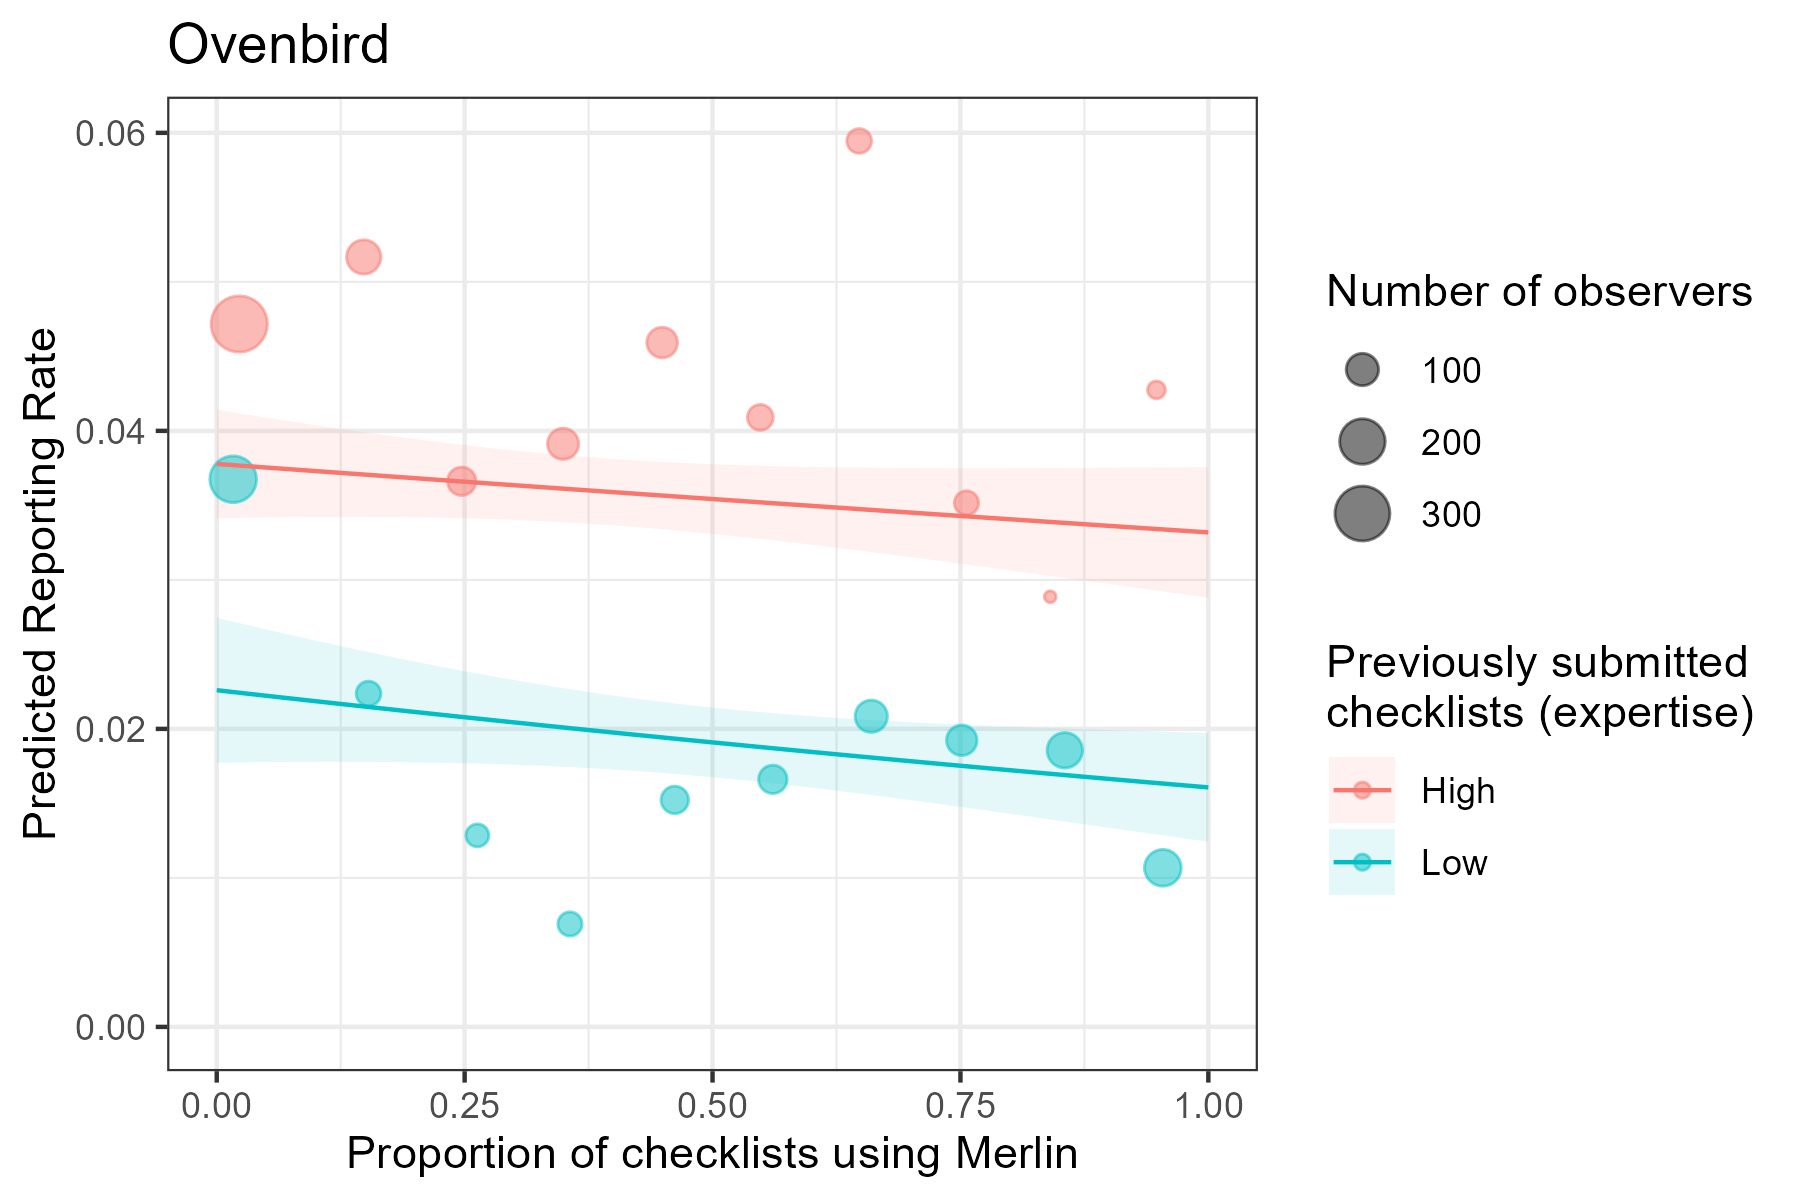 Ovenbird
0.06
0.04
0.02
0.00
Predicted Reporting Rate
0.00 0.25 0.50 0.75 1.00
Proportion of checklists using Merlin
Number of observers
100
200
300
Previously submitted
checklists (expertise)
High
Low